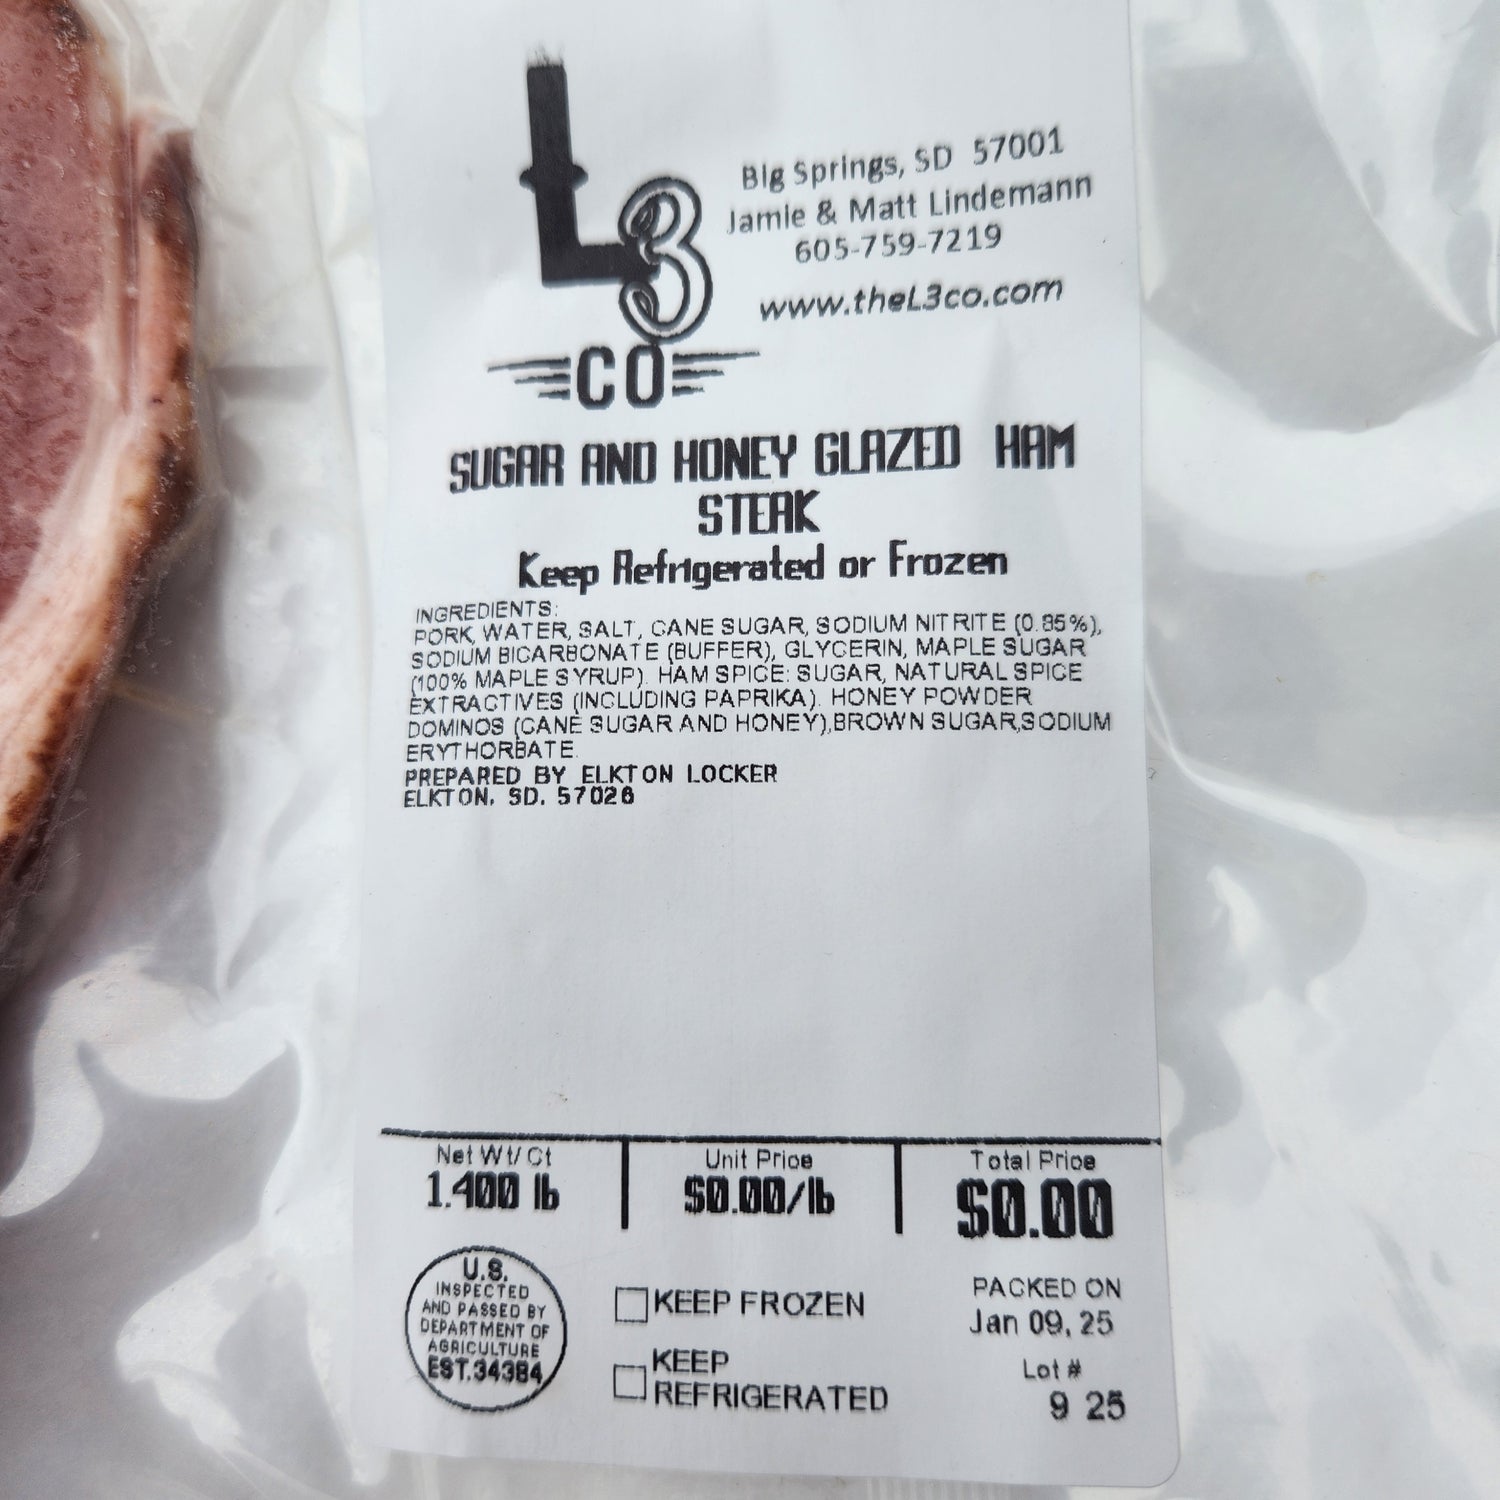 L3
CO
Big Springs, SD 57001
Jamie & Matt Lindemann
605-759-7219
www.theL3co.com
SUGAR AND HONEY GLAZED HAM
STEAK
Keep Refrigerated or Frozen
INGREDIENTS:
PORK, WATER, SALT, CANE SUGAR, SODIUM NITRITE (0.85%),
SODIUM BICARBONATE (BUFFER), GLYCERIN, MAPLE SUGAR
(100% MAPLE SYRUP). HAM SPICE: SUGAR, NATURAL SPICE
EXTRACTIVES (INCLUDING PAPRIKA). HONEY POWDER
DOMINOS (CANE SUGAR AND HONEY),BROWN SUGAR,SODIUM
ERYTHORBATE.
PREPARED BY ELKTON LOCKER
ELKTON, SD. 57026
Net Wt/Ct
1.400 lb
Unit Price
$0.00/lb
Total Price
$0.00
U.S.
INSPECTED
AND PASSED BY
DEPARTMENT OF
AGRICULTURE
EST.34384
KEEP FROZEN
KEEP
REFRIGERATED
PACKED ON
Jan 09, 25
Lot #
9 25